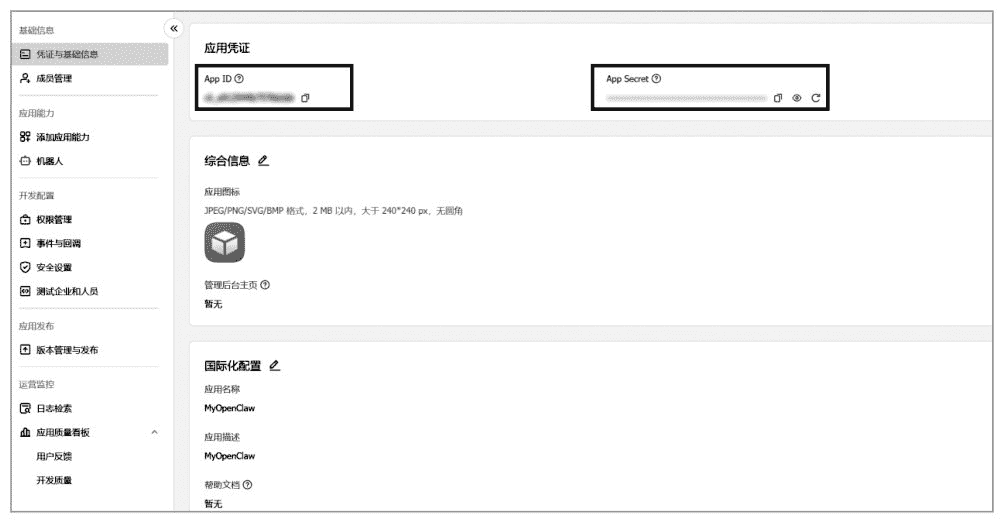 基础信息
凭证与基础信息
成员管理
应用能力
添加应用能力
机器人
开发配置
权限管理
事件与回调
安全设置
测试企业和人员
应用发布
版本管理与发布
运营监控
日志检索
应用质量看板
用户反馈
开发质量
应用凭证
App ID
App Secret
综合信息
应用图标
JPEG/PNG/SVG/BMP 格式，2 MB 以内，大于 240*240 px，无圆角
管理后台主页
暂无
国际化配置
应用名称
MyOpenClaw
应用描述
MyOpenClaw
帮助文档
暂无